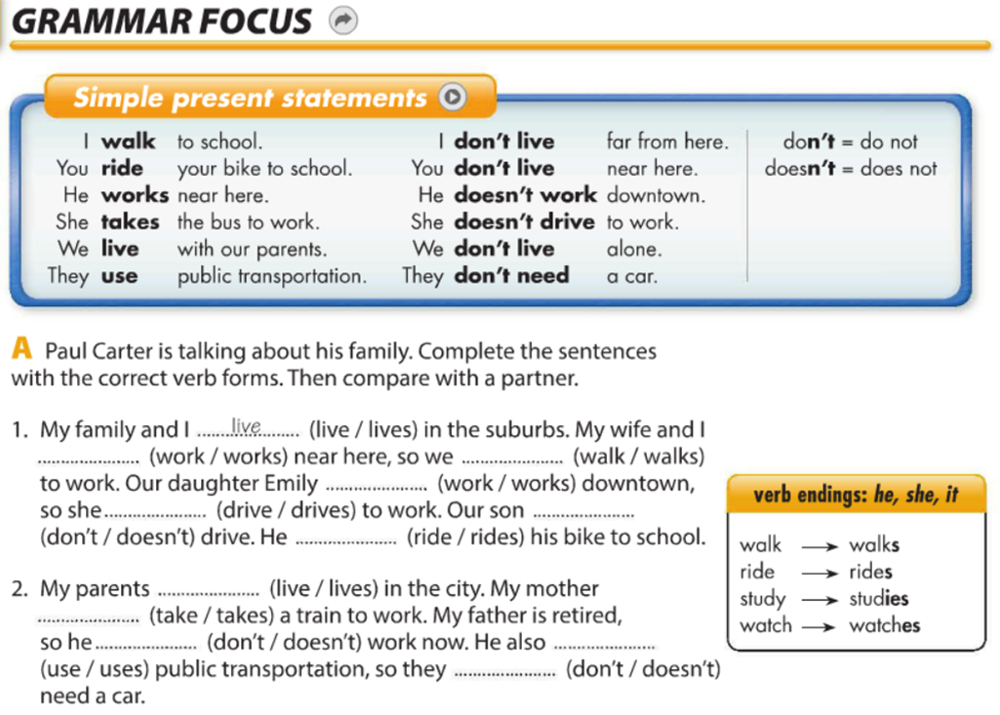 GRAMMAR FOCUS
Simple present statements
I walk to school.
You ride your bike to school.
He works near here.
She takes the bus to work.
We live with our parents.
They use public transportation.
I don't live far from here.
You don't live near here.
He doesn't work downtown.
She doesn't drive to work.
We don't live alone.
They don't need a car.
don't = do not
doesn't = does not
A Paul Carter is talking about his family. Complete the sentences
with the correct verb forms. Then compare with a partner.
1. My family and I ........live........ (live / lives) in the suburbs. My wife and I
...................... (work / works) near here, so we ...................... (walk / walks)
to work. Our daughter Emily ...................... (work / works) downtown,
so she ...................... (drive / drives) to work. Our son ......................
(don't / doesn't) drive. He ...................... (ride / rides) his bike to school.
2. My parents ...................... (live / lives) in the city. My mother
...................... (take / takes) a train to work. My father is retired,
so he ...................... (don't / doesn't) work now. He also ......................
(use / uses) public transportation, so they ...................... (don't / doesn't)
need a car.
verb endings: he, she, it
walk → walks
ride → rides
study → studies
watch → watches